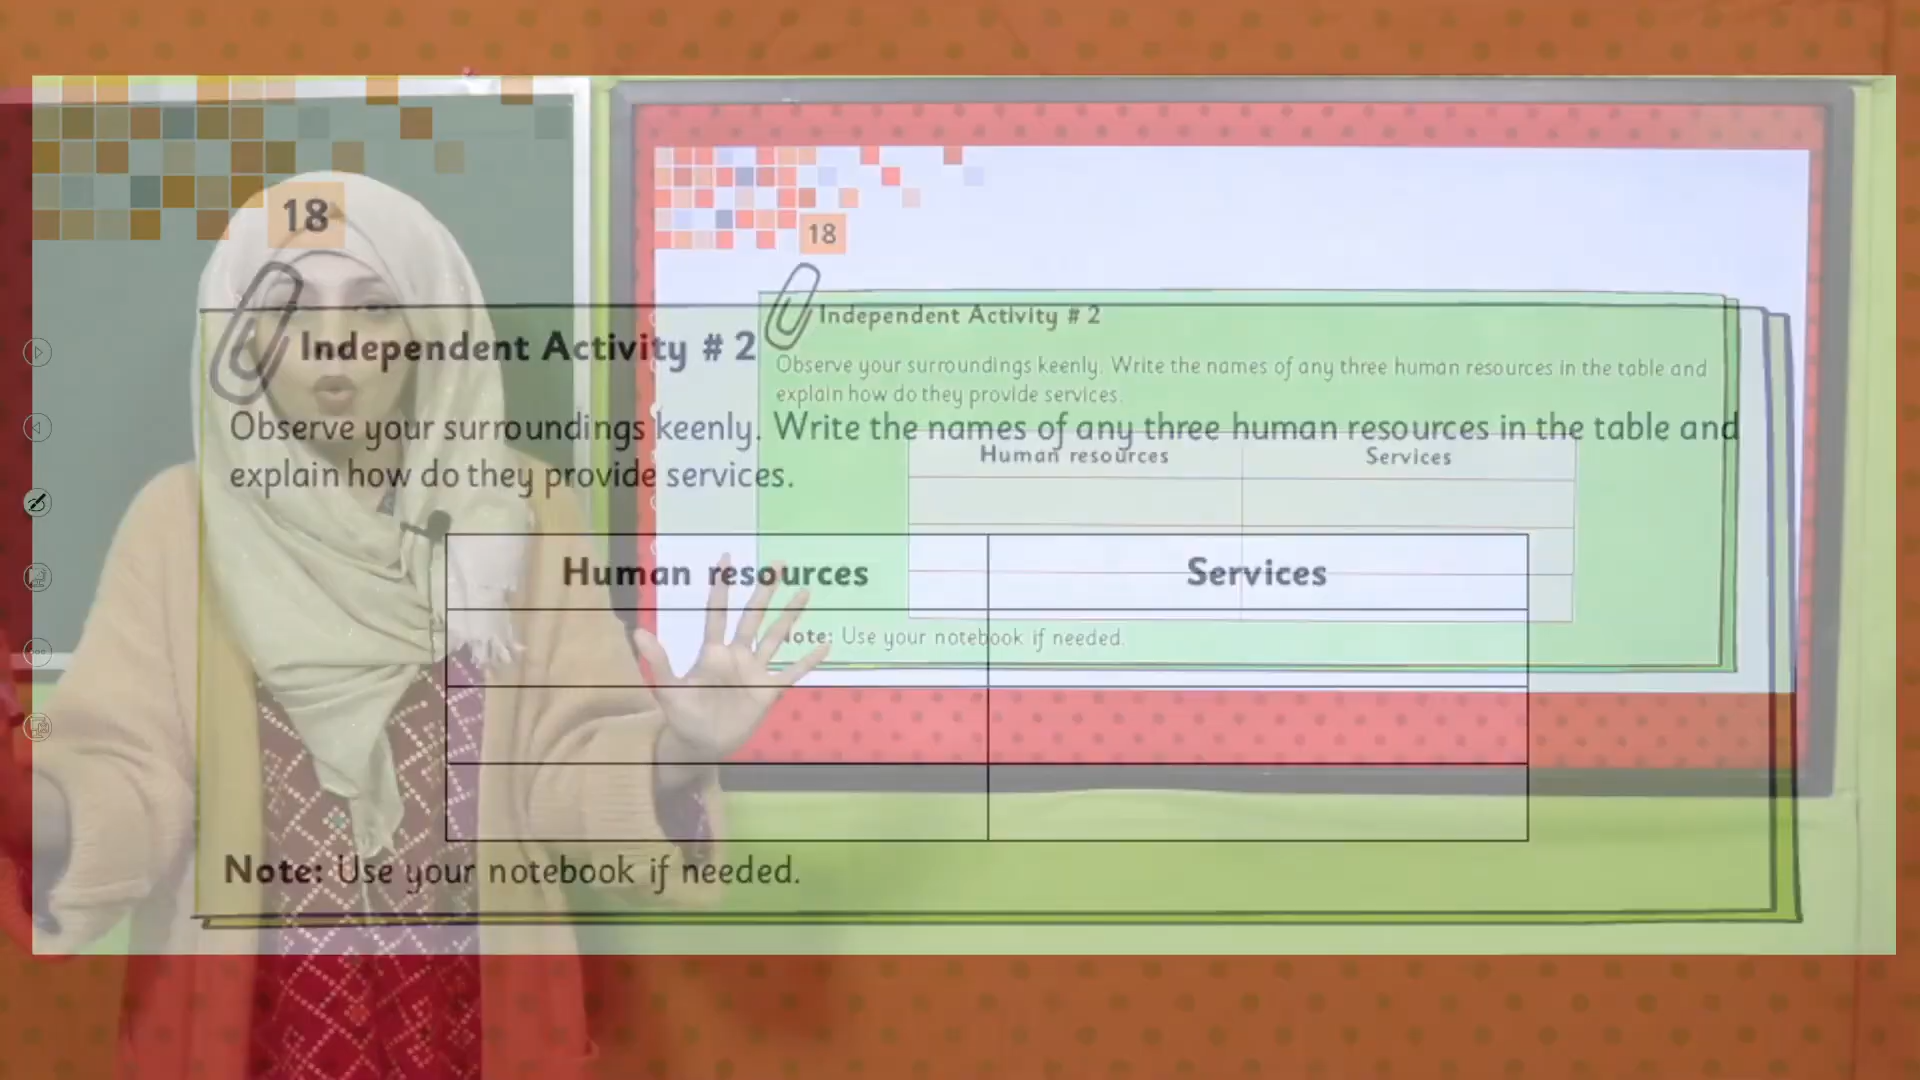 18
Independent Activity # 2
Observe your surroundings keenly. Write the names of any three human resources in the table and
explain how do they provide services.
Human resources Services
Note: Use your notebook if needed.
18
Independent Activity # 2
Observe your surroundings keenly. Write the names of any three human resources in the table and
explain how do they provide services.
Human resources Services
Note: Use your notebook if needed.